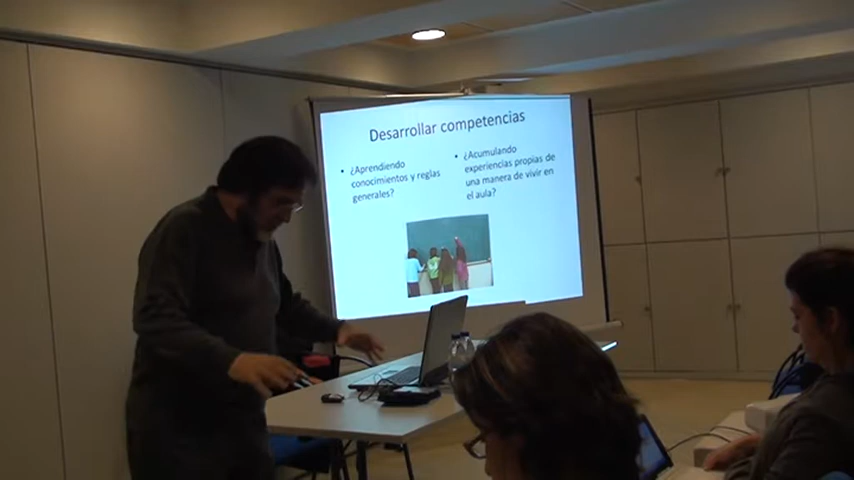 Desarrollar competencias
• ¿Aprendiendo
conocimientos y reglas
generales?
• ¿Acumulando
experiencias propias de
una manera de vivir en
el aula?